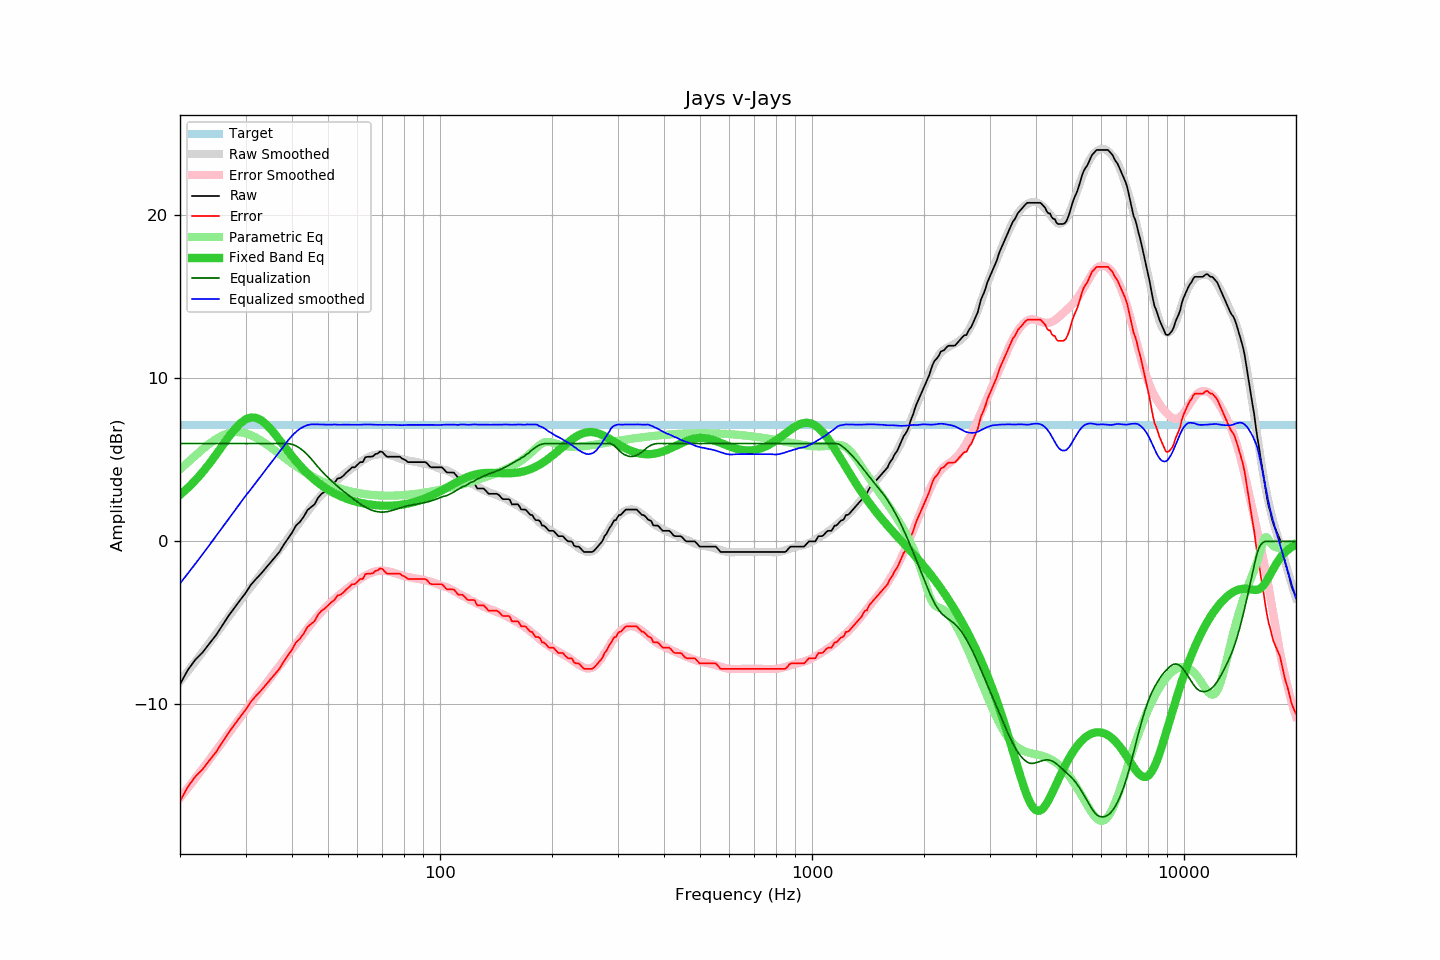 Jays v-Jays
Target
Raw Smoothed
Error Smoothed
Raw
Error
Parametric Eq
Fixed Band Eq
Equalization
Equalized smoothed
20
10
0
−10
Amplitude (dBr)
100
1000
10000
Frequency (Hz)